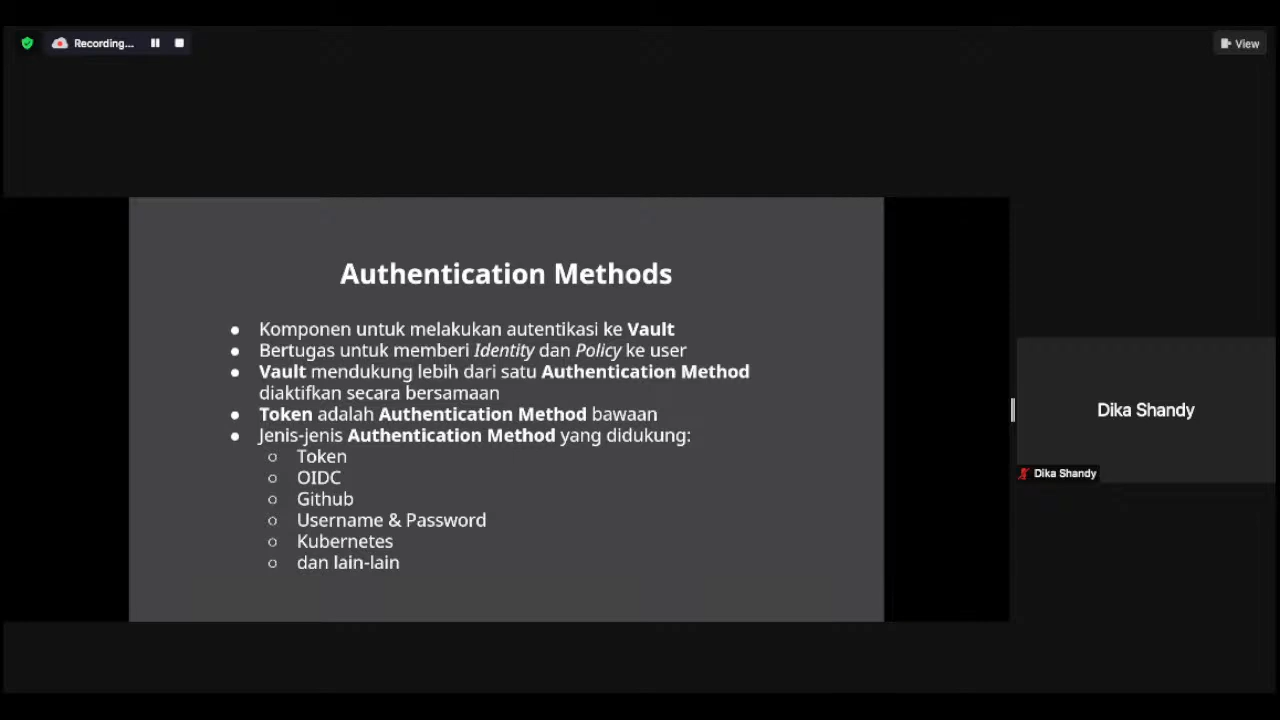 Recording...
View
Authentication Methods
● Komponen untuk melakukan autentikasi ke Vault
● Bertugas untuk memberi Identity dan Policy ke user
● Vault mendukung lebih dari satu Authentication Method
diaktifkan secara bersamaan
● Token adalah Authentication Method bawaan
● Jenis-jenis Authentication Method yang didukung:
○ Token
○ OIDC
○ Github
○ Username & Password
○ Kubernetes
○ dan lain-lain
Dika Shandy
Dika Shandy